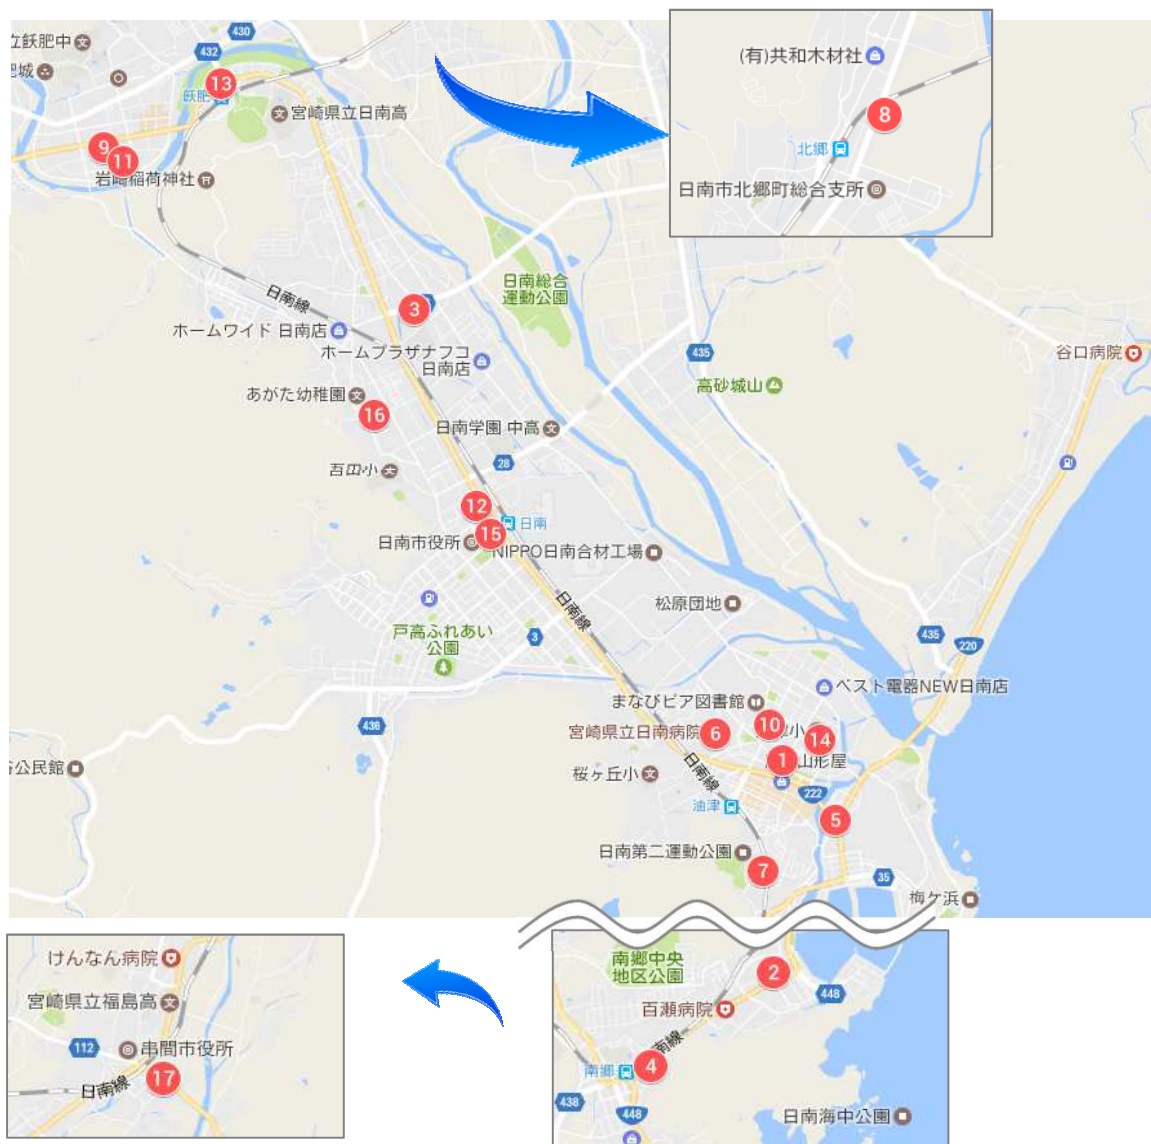 430
立飫肥中
432
肥城
13
飫肥
宮崎県立日南高
9
11
岩崎稲荷神社
(有)共和木材社
8
北郷
日南市北郷町総合支所
日南総合
運動公園
日南線
3
ホームワイド 日南店
ホームプラザナフコ
日南店
435
谷口病院
高砂城山
あがた幼稚園
16
日南学園 中高
28
吾田小
12
日南
15
日南市役所
NIPPO日南合材工場
日南線
松原団地
戸高ふれあい
公園
3
435
220
436
ベスト電器NEW日南店
まなびピア図書館
宮崎県立日南病院
6
10
小
14
1
山形屋
谷公民館
桜ヶ丘小
日南線
油津
222
5
日南第二運動公園
7
35
梅ケ浜
けんなん病院
宮崎県立福島高
112
串間市役所
17
日南線
南郷中央
地区公園
2
448
百瀬病院
南線
南郷
4
438
448
日南海中公園